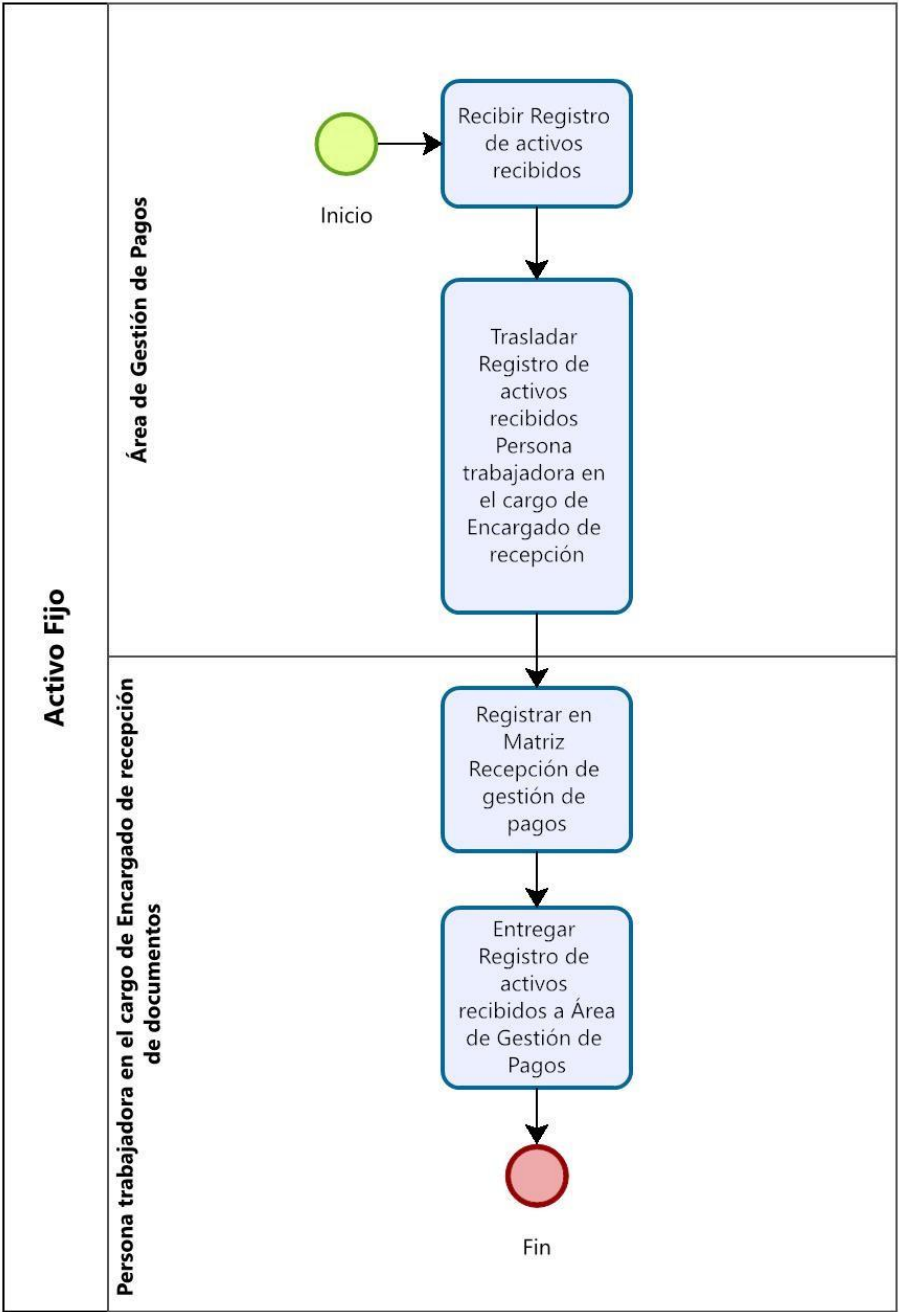 Activo Fijo
Área de Gestión de Pagos
Inicio
Recibir Registro
de activos
recibidos
Trasladar
Registro de
activos
recibidos
Persona
trabajadora en
el cargo de
Encargado de
recepción
Persona trabajadora en el cargo de Encargado de recepción
de documentos
Registrar en
Matriz
Recepción de
gestión de
pagos
Entregar
Registro de
activos
recibidos a Área
de Gestión de
Pagos
Fin